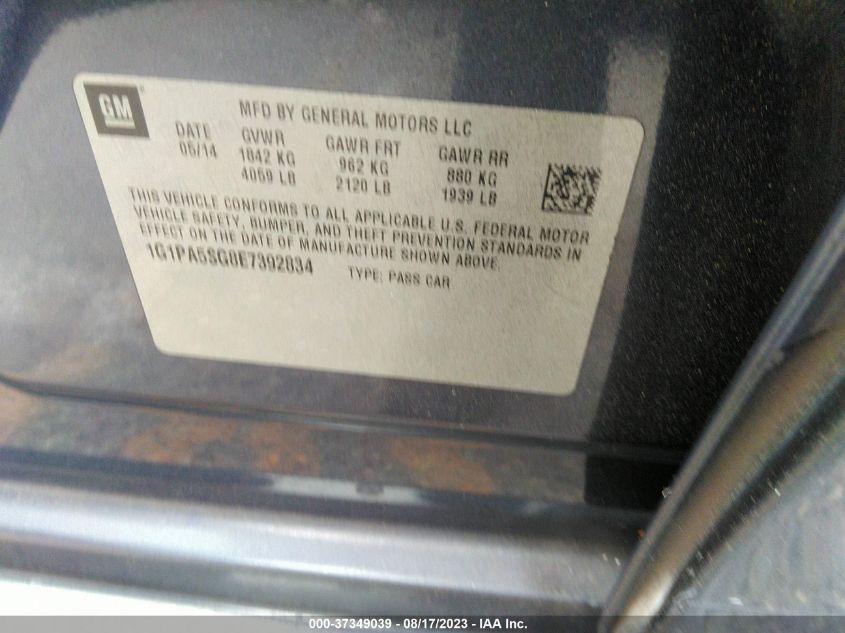 GM
MFD BY GENERAL MOTORS LLC
DATE GVWR GAWR FRT GAWR RR
05/14 1842 KG 962 KG 880 KG
4059 LB 2120 LB 1939 LB
THIS VEHICLE CONFORMS TO ALL APPLICABLE U.S. FEDERAL MOTOR
VEHICLE SAFETY, BUMPER, AND THEFT PREVENTION STANDARDS IN
EFFECT ON THE DATE OF MANUFACTURE SHOWN ABOVE.
1G1PA5SG8E7392834 TYPE: PASS CAR
000-37349039 - 08/17/2023 - IAA Inc.